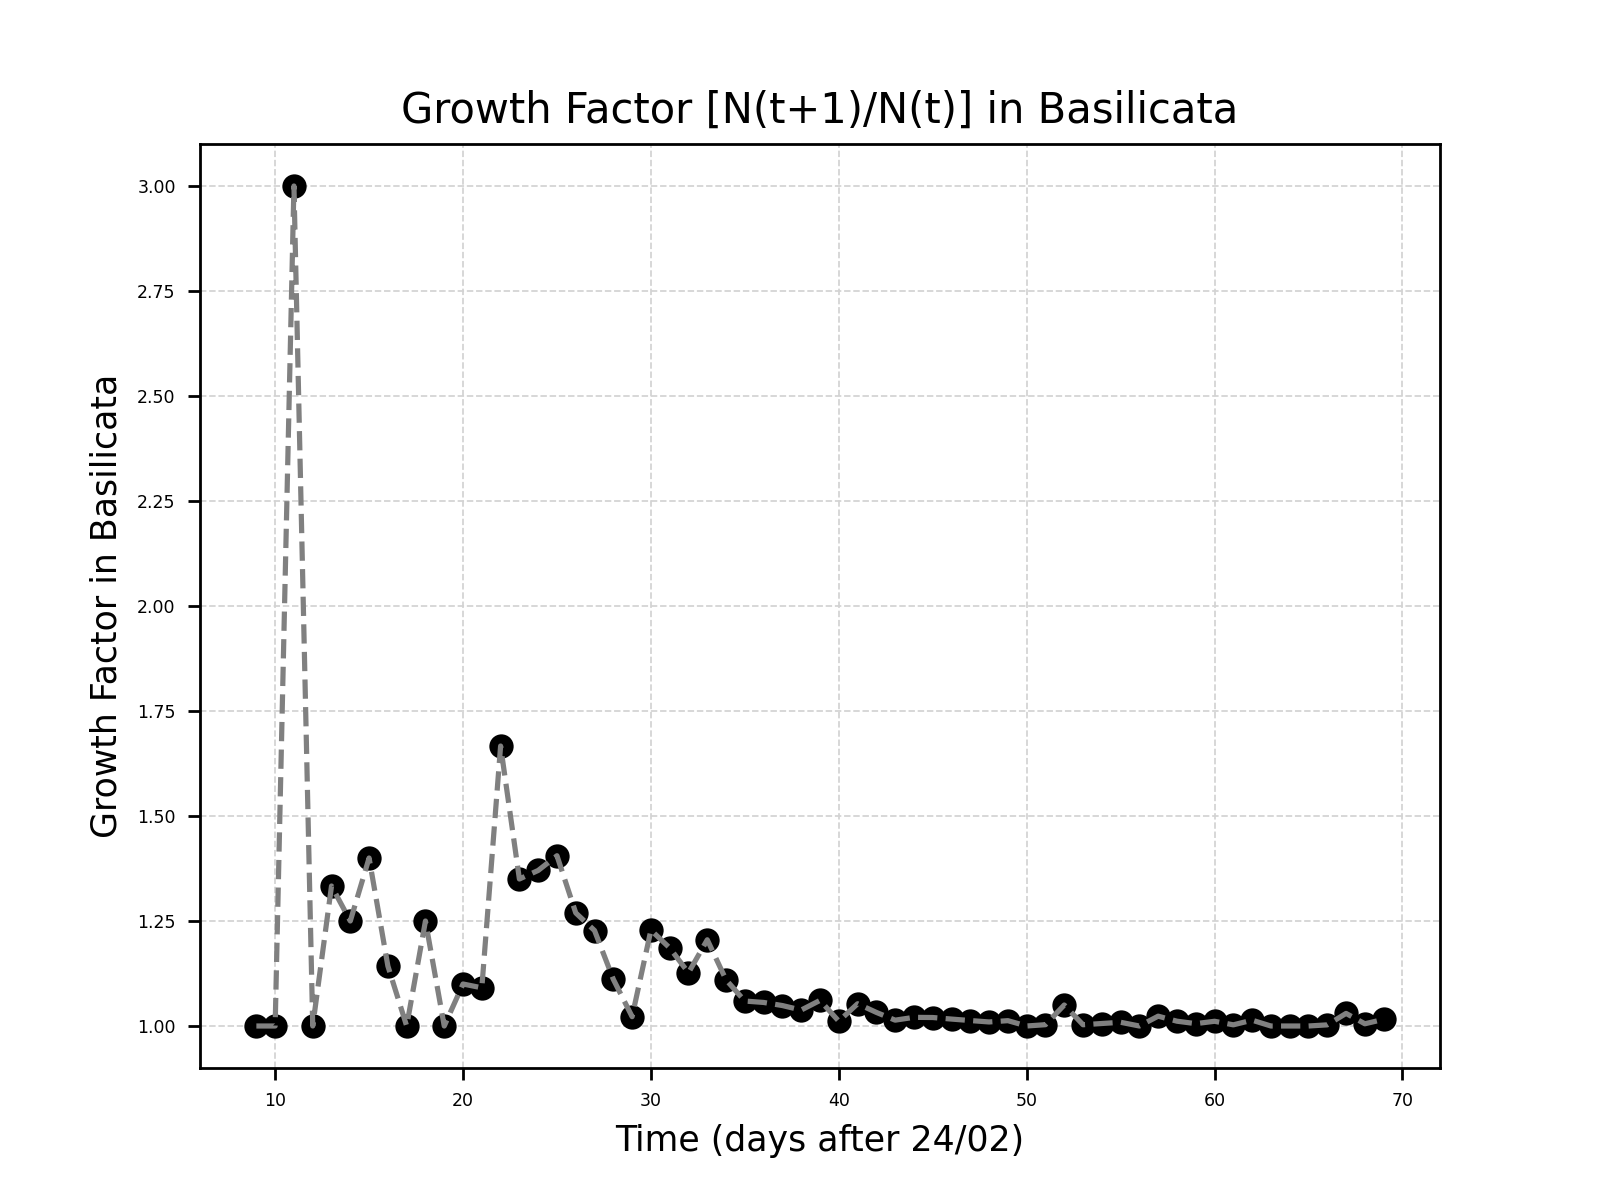 Growth Factor [N(t+1)/N(t)] in Basilicata
Growth Factor in Basilicata
3.00
2.75
2.50
2.25
2.00
1.75
1.50
1.25
1.00
10 20 30 40 50 60 70
Time (days after 24/02)